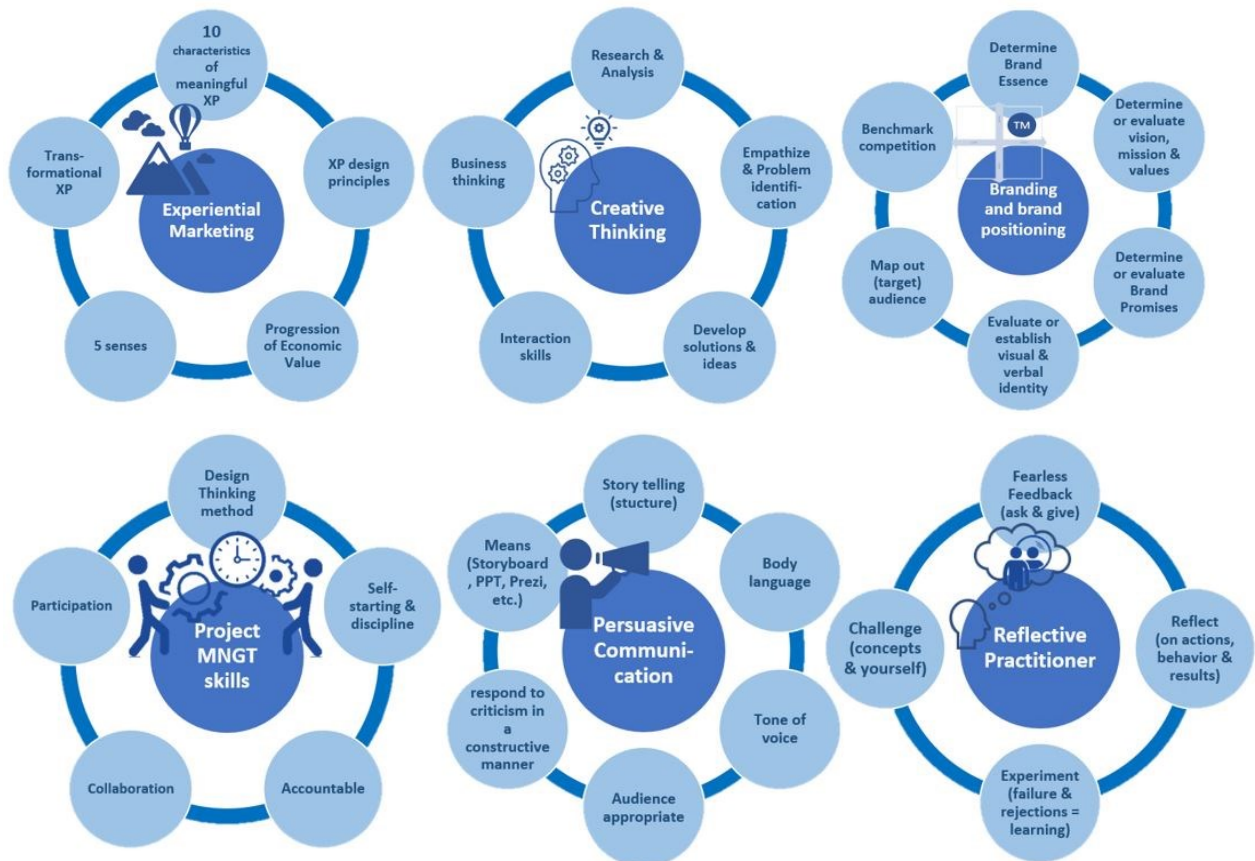 10
characteristics
of
meaningful
XP
XP design
principles
Progression
of Economic
Value
5 senses
Trans-
formational
XP
Experiential
Marketing
Research &
Analysis
Empathize
& Problem
identifi-
cation
Develop
solutions &
ideas
Interaction
skills
Business
thinking
Creative
Thinking
Determine
Brand
Essence
Determine
or evaluate
vision,
mission &
values
Determine
or evaluate
Brand
Promises
Evaluate or
establish
visual &
verbal
identity
Map out
(target)
audience
Benchmark
competition
TM
Branding
and brand
positioning
Design
Thinking
method
Self-
starting &
discipline
Accountable
Collaboration
Participation
Project
MNGT
skills
Story telling
(stucture)
Body
language
Tone of
voice
Audience
appropriate
respond to
criticism in
a
constructive
manner
Means
(Storyboard
, PPT, Prezi,
etc.)
Persuasive
Communi-
cation
Fearless
Feedback
(ask & give)
Reflect
(on actions,
behavior &
results)
Experiment
(failure &
rejections =
learning)
Challenge
(concepts
& yourself)
Reflective
Practitioner